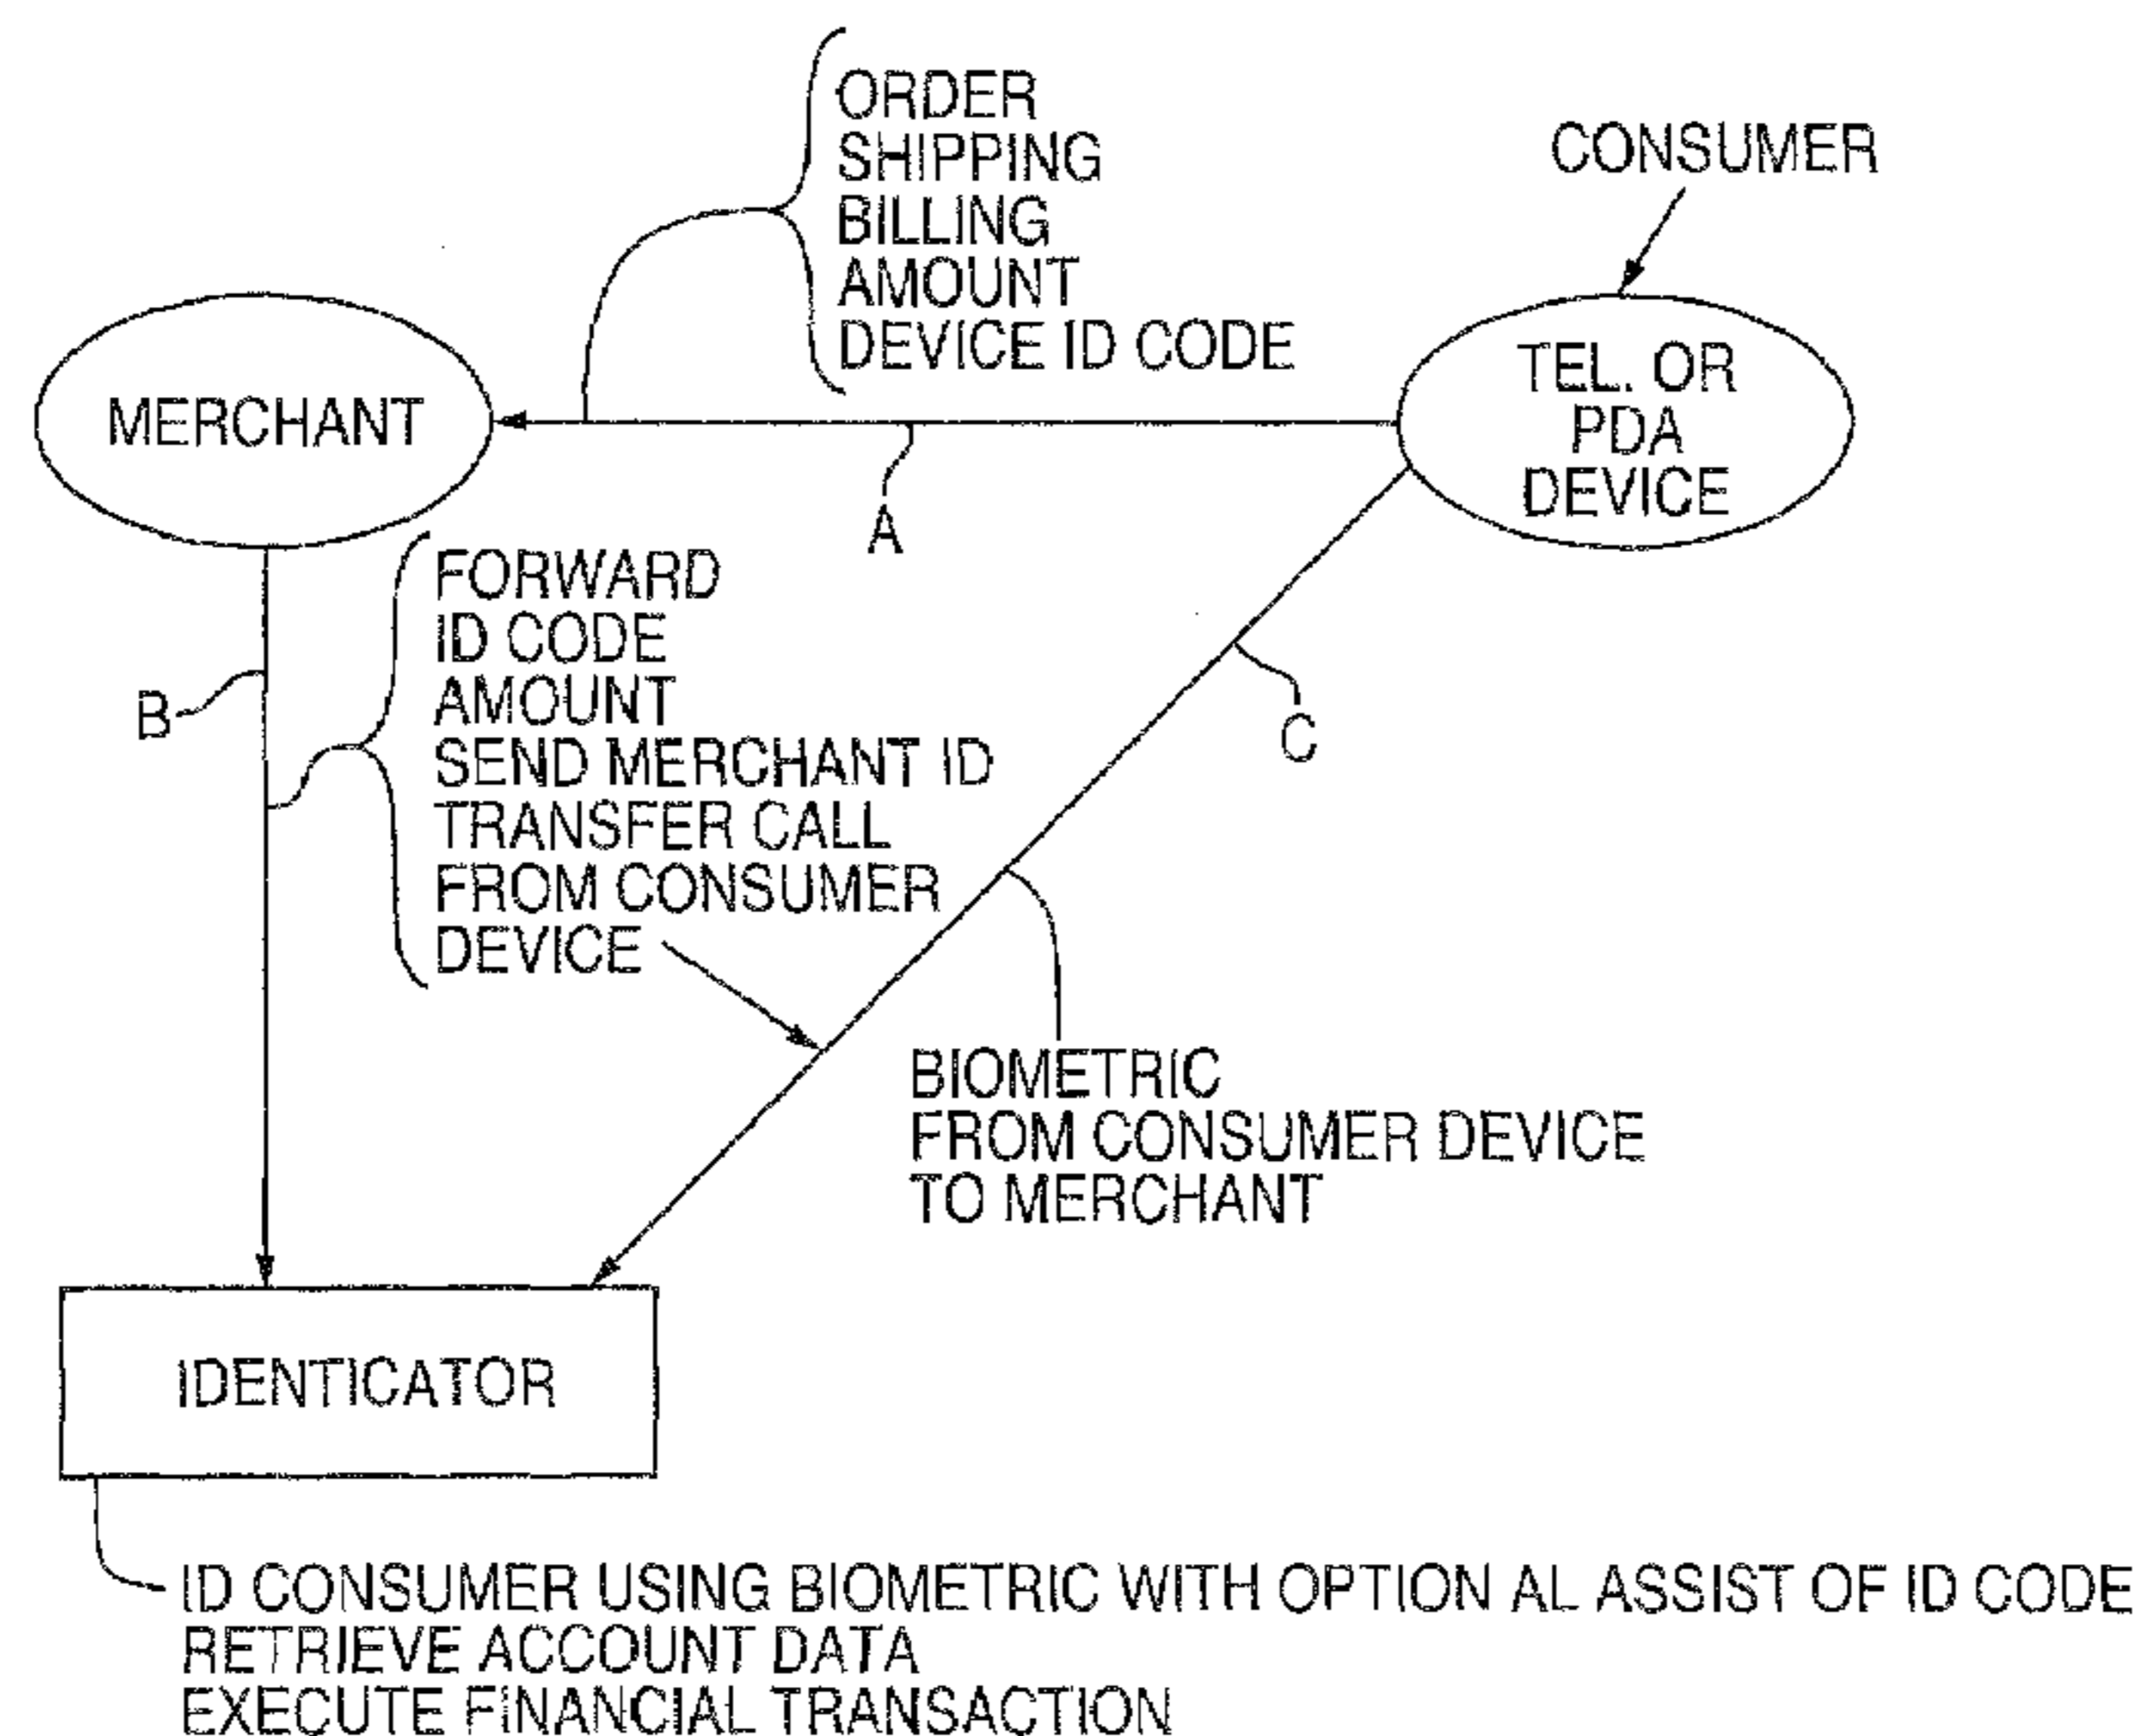 ORDER
SHIPPING
BILLING
AMOUNT
DEVICE ID CODE
CONSUMER
MERCHANT
TEL. OR
PDA
DEVICE
A
FORWARD
ID CODE
AMOUNT
SEND MERCHANT ID
TRANSFER CALL
FROM CONSUMER
DEVICE
B
C
BIOMETRIC
FROM CONSUMER DEVICE
TO MERCHANT
IDENTICATOR
ID CONSUMER USING BIOMETRIC WITH OPTION AL ASSIST OF ID CODE
RETRIEVE ACCOUNT DATA
EXECUTE FINANCIAL TRANSACTION